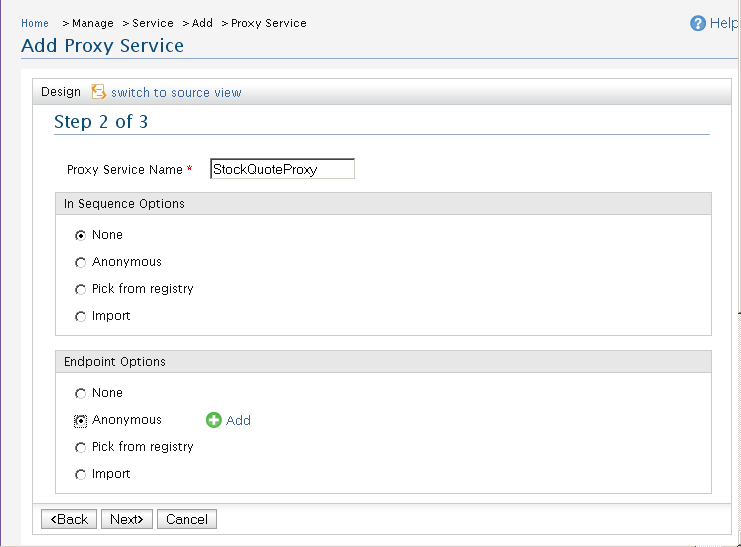 Home > Manage > Service > Add > Proxy Service
Help
Add Proxy Service
Design switch to source view
Step 2 of 3
Proxy Service Name * StockQuoteProxy
In Sequence Options
None
Anonymous
Pick from registry
Import
Endpoint Options
None
Anonymous Add
Pick from registry
Import
<Back Next> Cancel